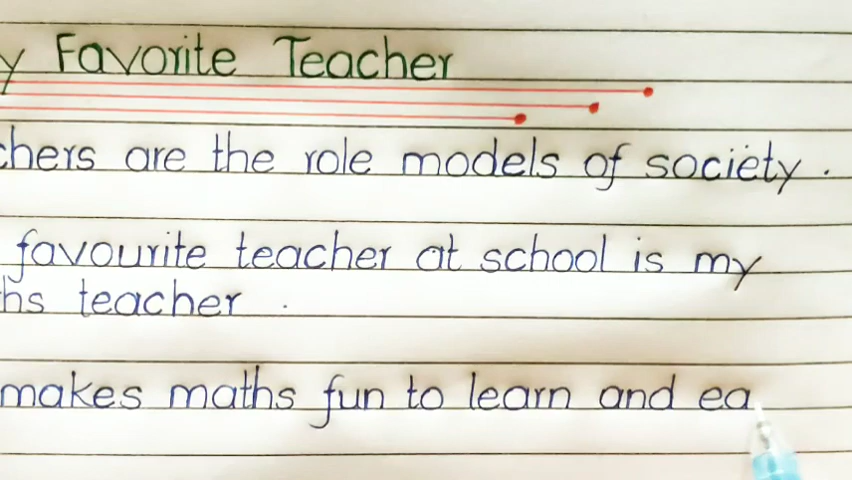 y Favorite Teacher
chers are the role models of society.
favourite teacher at school is my
hs teacher.
makes maths fun to learn and ea